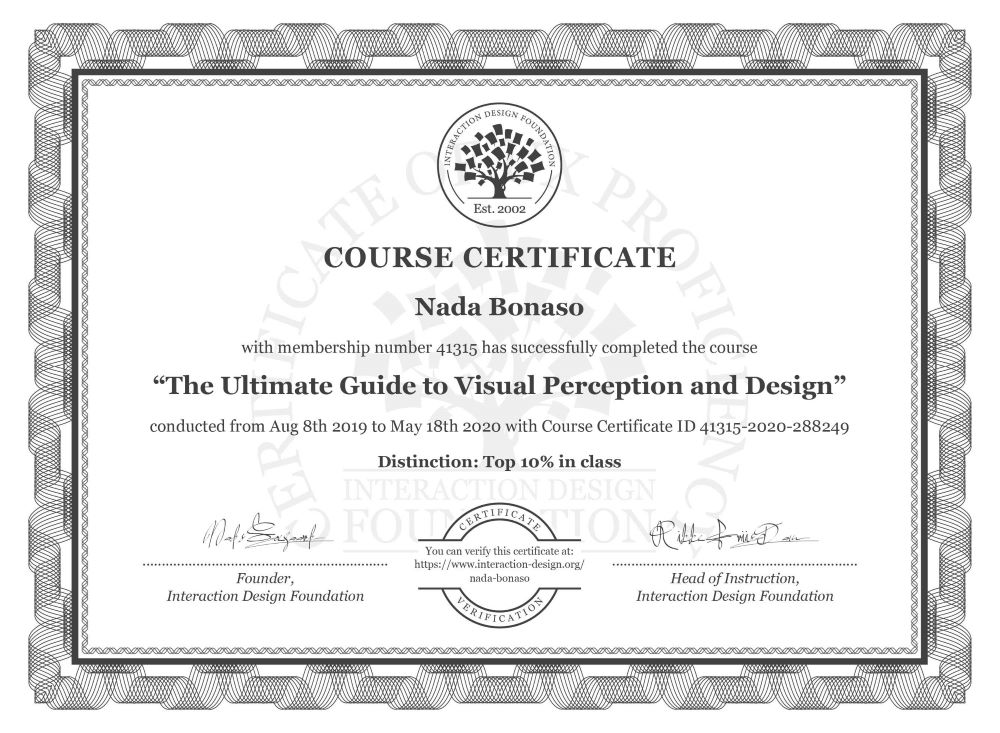 INTERACTION DESIGN FOUNDATION
Est. 2002
CERTIFICATE OF UX PROFICIENCY
COURSE CERTIFICATE
Nada Bonaso
with membership number 41315 has successfully completed the course
“The Ultimate Guide to Visual Perception and Design”
conducted from Aug 8th 2019 to May 18th 2020 with Course Certificate ID 41315-2020-288249
Distinction: Top 10% in class
INTERACTION DESIGN
FOUNDATION
CERTIFICATE
You can verify this certificate at:
https://www.interaction-design.org/
nada-bonaso
VERIFICATION
Founder,
Interaction Design Foundation
Head of Instruction,
Interaction Design Foundation